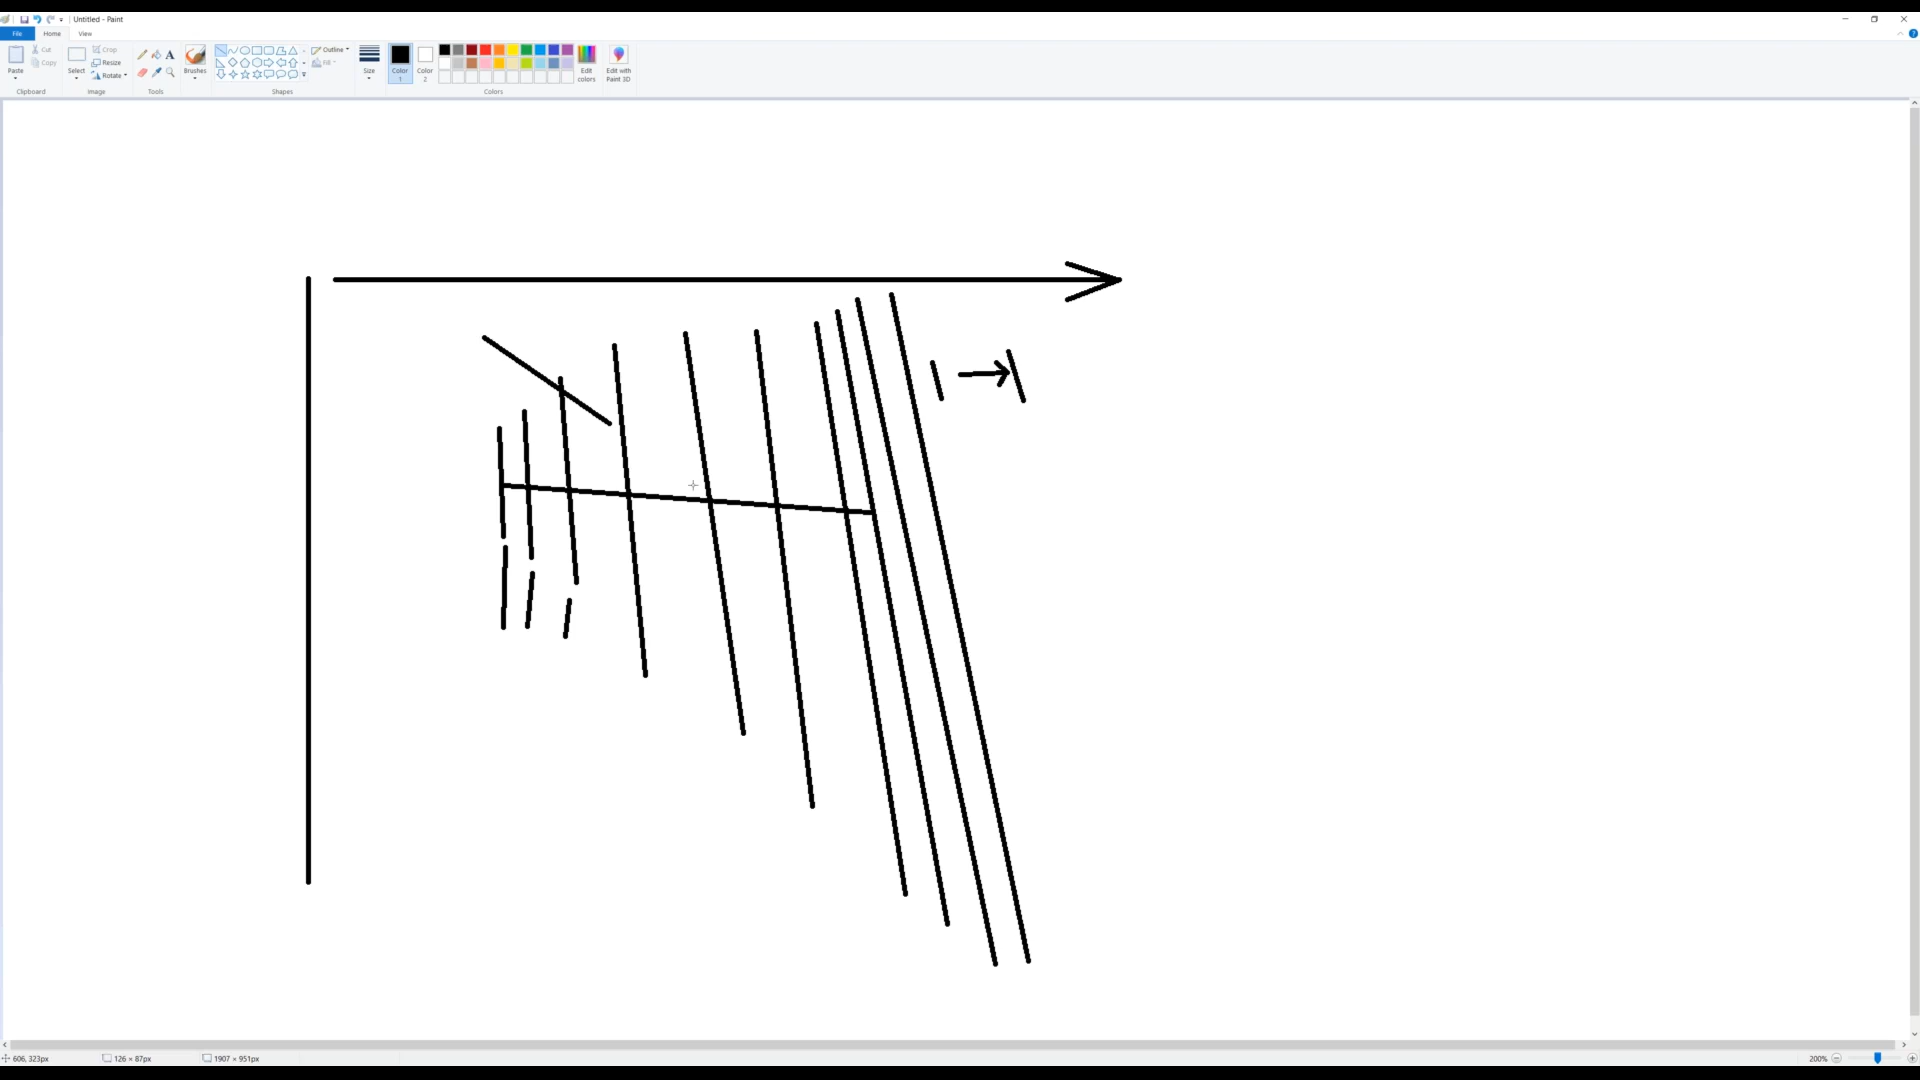 Untitled - Paint
File Home View
Paste
Cut
Copy
Clipboard
Select
Crop
Resize
Rotate
Image
A
Tools
Brushes
Outline
Fill
Shapes
Size
Color 1
Color 2
Edit colors
Edit with Paint 3D
Colors
606, 323px 126 × 87px 1907 × 951px 200%